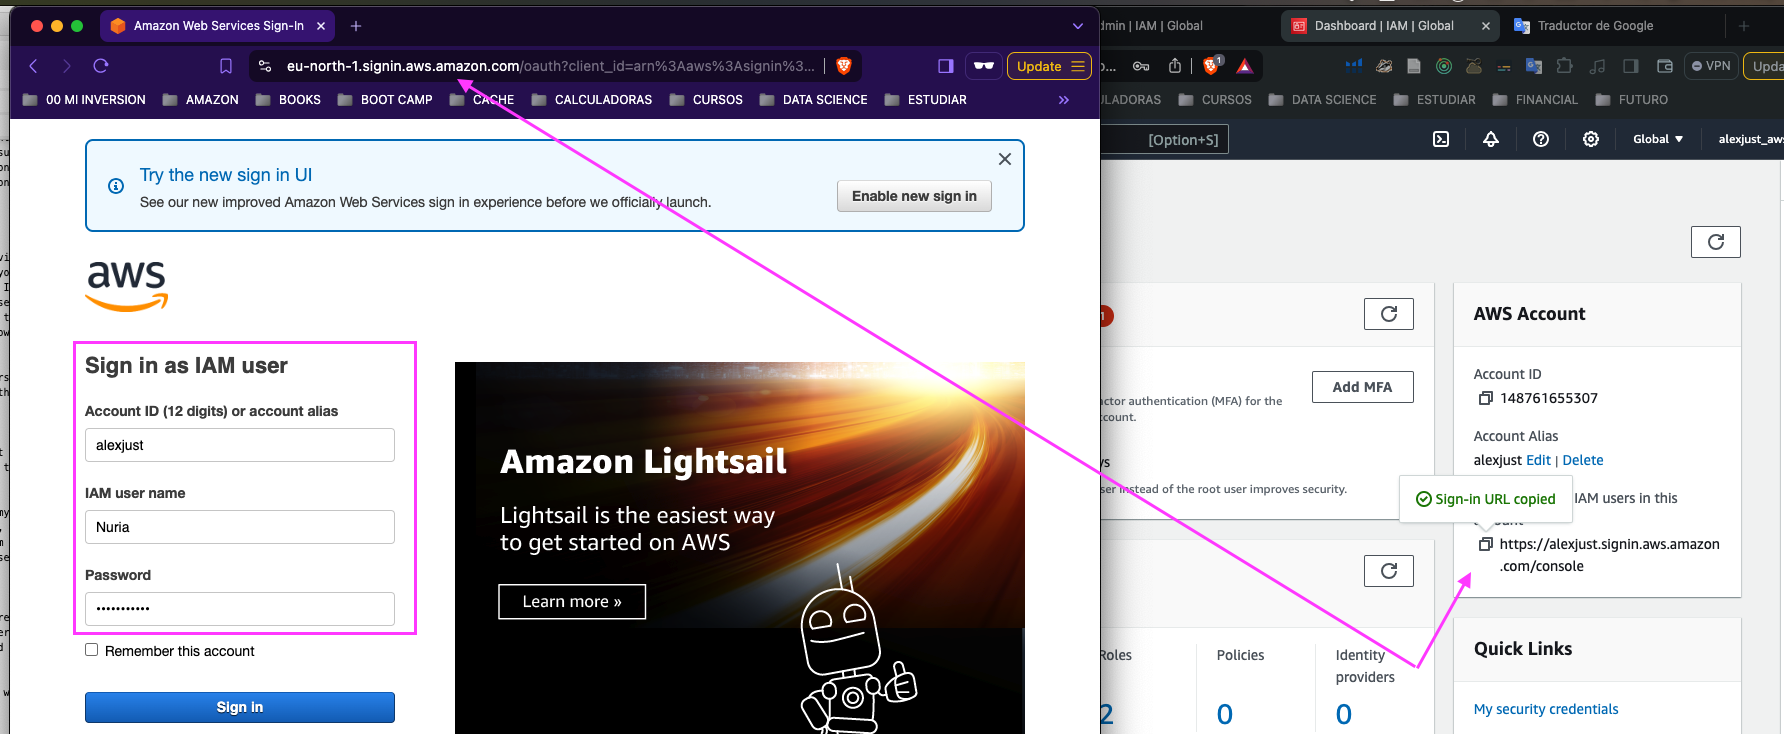 Amazon Web Services Sign-In
eu-north-1.signin.aws.amazon.com/oauth?client_id=arn%3Aaws%3Asignin%3...
Update
00 MI INVERSION
AMAZON
BOOKS
BOOT CAMP
CACHE
CALCULADORAS
CURSOS
DATA SCIENCE
ESTUDIAR
»
Try the new sign in UI
See our new improved Amazon Web Services sign in experience before we officially launch.
Enable new sign in
aws
Sign in as IAM user
Account ID (12 digits) or account alias
alexjust
IAM user name
Nuria
Password
•••••••••••
Remember this account
Sign in
Amazon Lightsail
Lightsail is the easiest way
to get started on AWS
Learn more »
dmin | IAM | Global
Dashboard | IAM | Global
Traductor de Google
1
VPN
Upda
ULADORAS
CURSOS
DATA SCIENCE
ESTUDIAR
FINANCIAL
FUTURO
[Option+S]
Global
alexjust_aws
AWS Account
Account ID
148761655307
Account Alias
alexjust Edit | Delete
Sign-in URL copied
IAM users in this
account
https://alexjust.signin.aws.amazon
.com/console
Add MFA
actor authentication (MFA) for the
ccount.
ser instead of the root user improves security.
Roles
Policies
Identity
providers
2
0
0
Quick Links
My security credentials